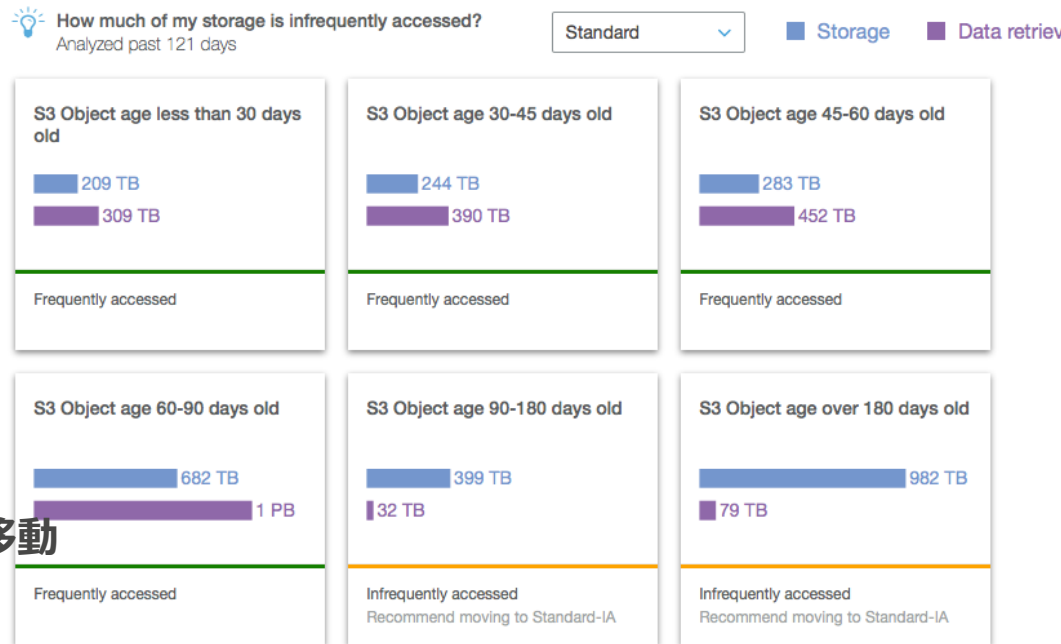 How much of my storage is infrequently accessed?
Analyzed past 121 days
Standard
Storage
Data retriev
S3 Object age less than 30 days
old
209 TB
309 TB
Frequently accessed
S3 Object age 30-45 days old
244 TB
390 TB
Frequently accessed
S3 Object age 45-60 days old
283 TB
452 TB
Frequently accessed
S3 Object age 60-90 days old
682 TB
1 PB
移動
Frequently accessed
S3 Object age 90-180 days old
399 TB
32 TB
Infrequently accessed
Recommend moving to Standard-IA
S3 Object age over 180 days old
982 TB
79 TB
Infrequently accessed
Recommend moving to Standard-IA